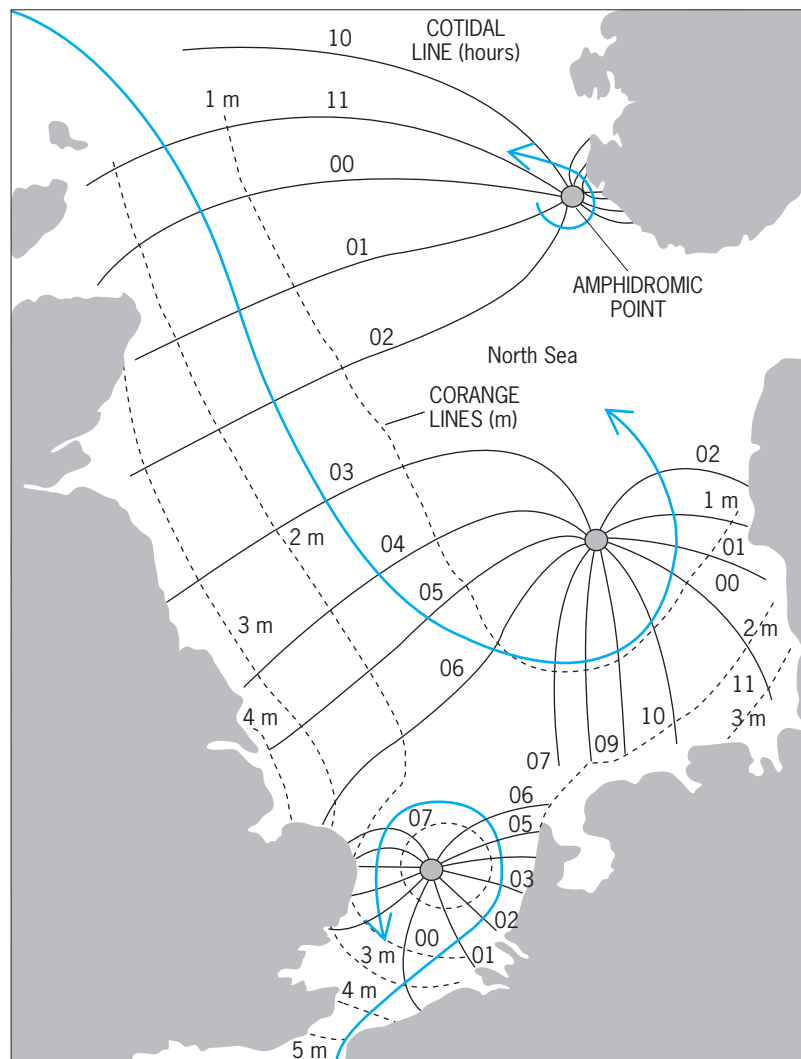 COTIDAL
LINE (hours)
10
1 m
11
00
01
AMPHIDROMIC
POINT
02
North Sea
CORANGE
LINES (m)
03
02
1 m
2 m
04
01
00
05
3 m
2 m
06
4 m
11
10
3 m
09
07
06
07
05
03
02
00
01
3 m
4 m
5 m